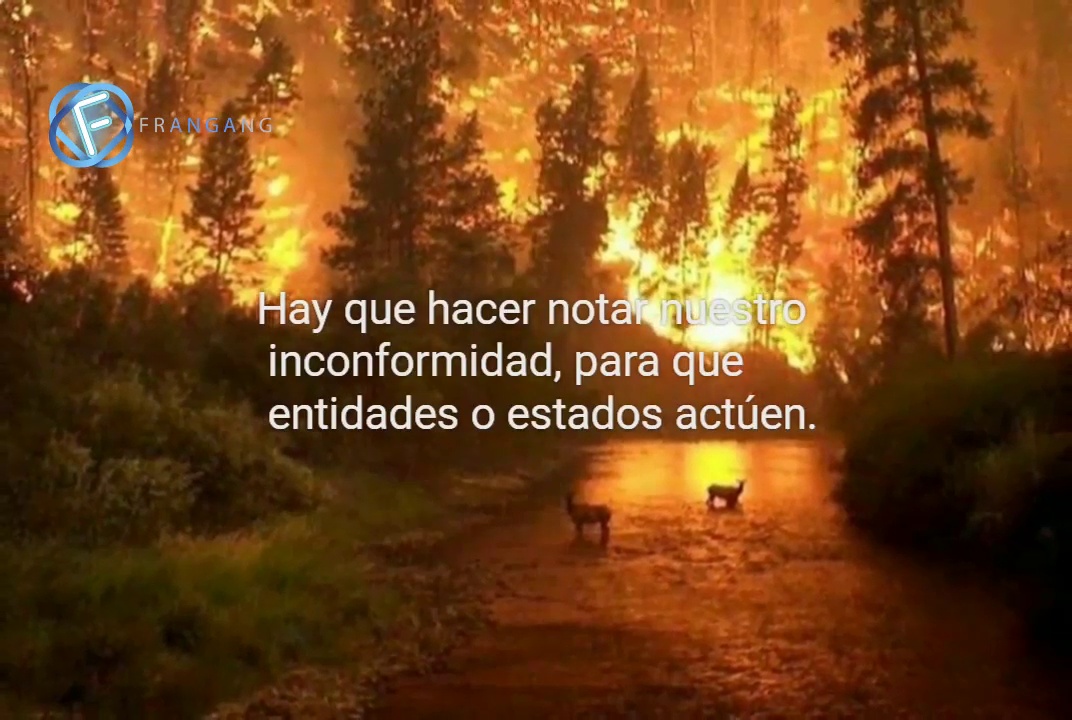 FRANGANG
Hay que hacer notar nuestro
inconformidad, para que
entidades o estados actúen.